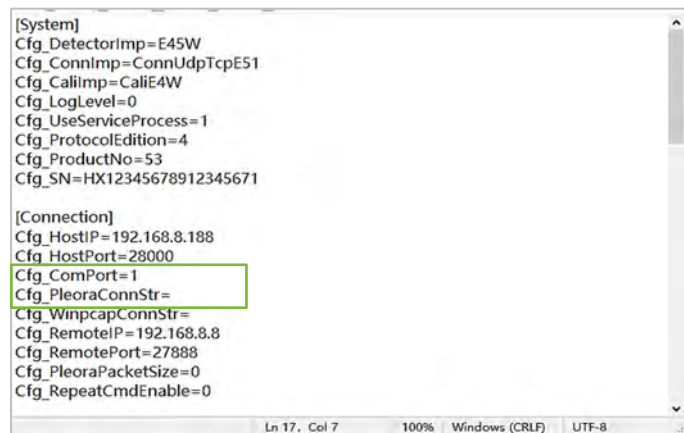 [System]
Cfg_DetectorImp=E45W
Cfg_ConnImp=ConnUdpTcpE51
Cfg_CaliImp=CaliE4W
Cfg_LogLevel=0
Cfg_UseServiceProcess=1
Cfg_ProtocolEdition=4
Cfg_ProductNo=53
Cfg_SN=HX12345678912345671
[Connection]
Cfg_HostIP=192.168.8.188
Cfg_HostPort=28000
Cfg_ComPort=1
Cfg_PleoraConnStr=
Cfg_WinpcapConnStr=
Cfg_RemoteIP=192.168.8.8
Cfg_RemotePort=27888
Cfg_PleoraPacketSize=0
Cfg_RepeatCmdEnable=0
Ln 17, Col 7 100% Windows (CRLF) UTF-8